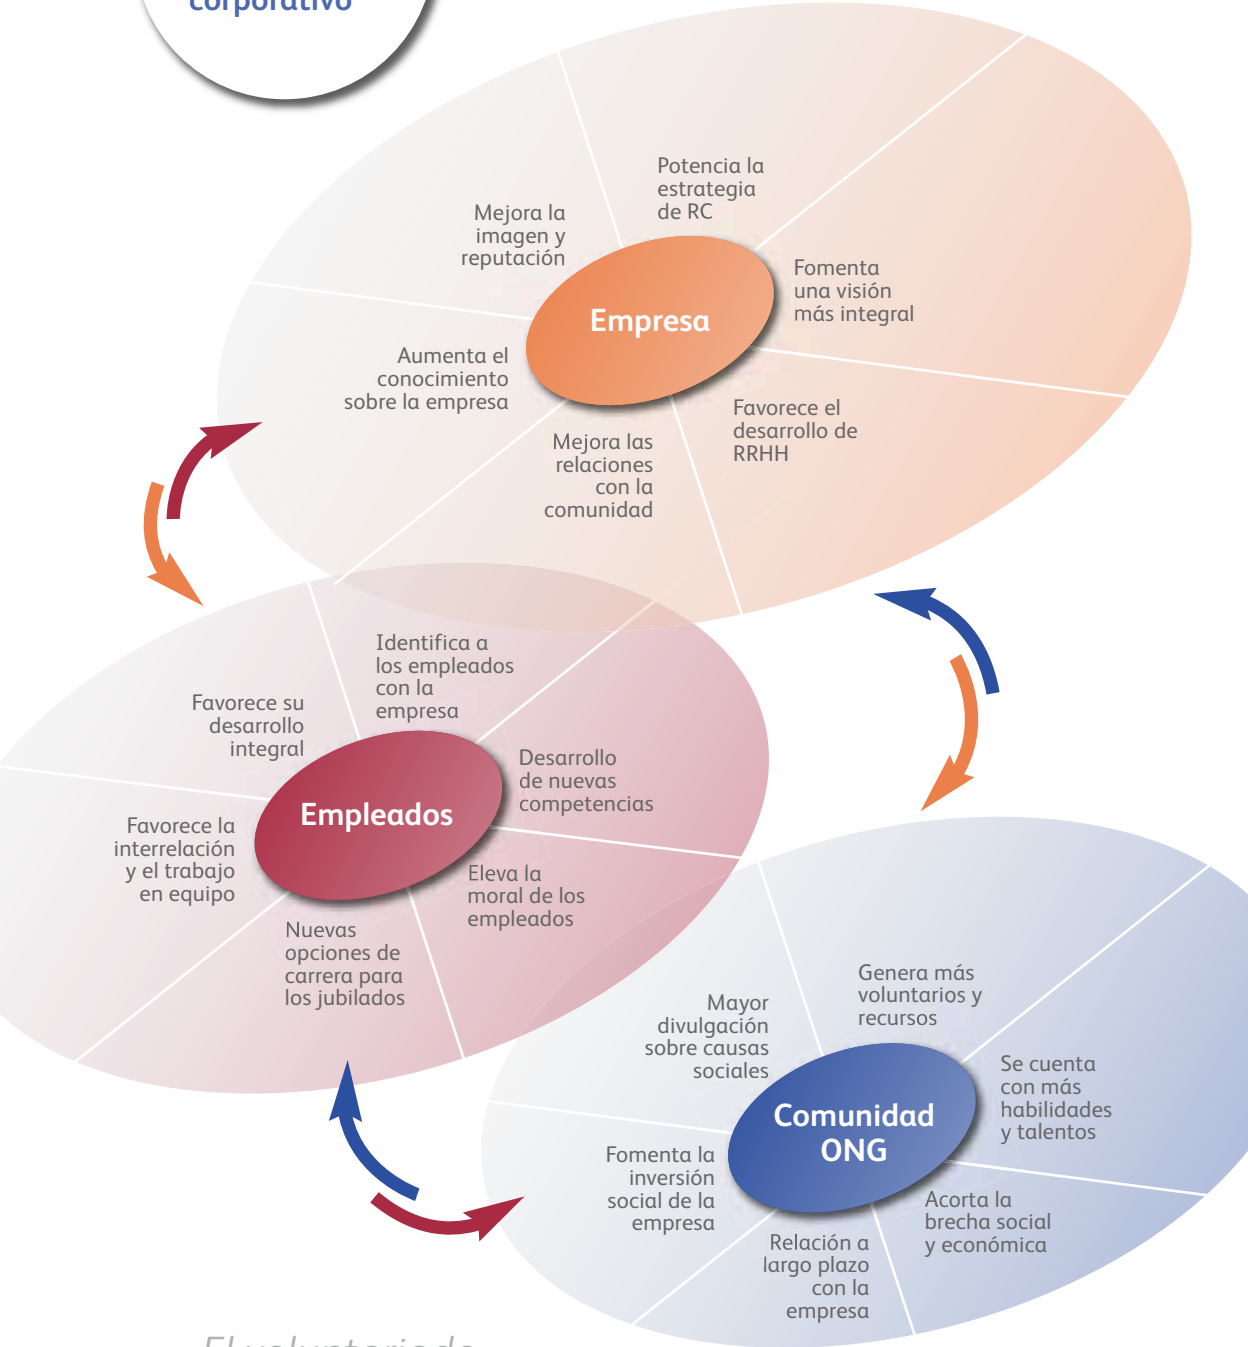 corporativo
Potencia la
estrategia
de RC
Mejora la
imagen y
reputación
Fomenta
una visión
más integral
Empresa
Aumenta el
conocimiento
sobre la empresa
Favorece el
desarrollo de
RRHH
Mejora las
relaciones
con la
comunidad
Identifica a
los empleados
con la
empresa
Favorece su
desarrollo
integral
Desarrollo
de nuevas
competencias
Empleados
Favorece la
interrelación
y el trabajo
en equipo
Eleva la
moral de los
empleados
Nuevas
opciones de
carrera para
los jubilados
Genera más
voluntarios y
recursos
Mayor
divulgación
sobre causas
sociales
Se cuenta
con más
habilidades
y talentos
Comunidad
ONG
Fomenta la
inversión
social de la
empresa
Acorta la
brecha social
y económica
Relación a
largo plazo
con la
empresa
El voluntariado